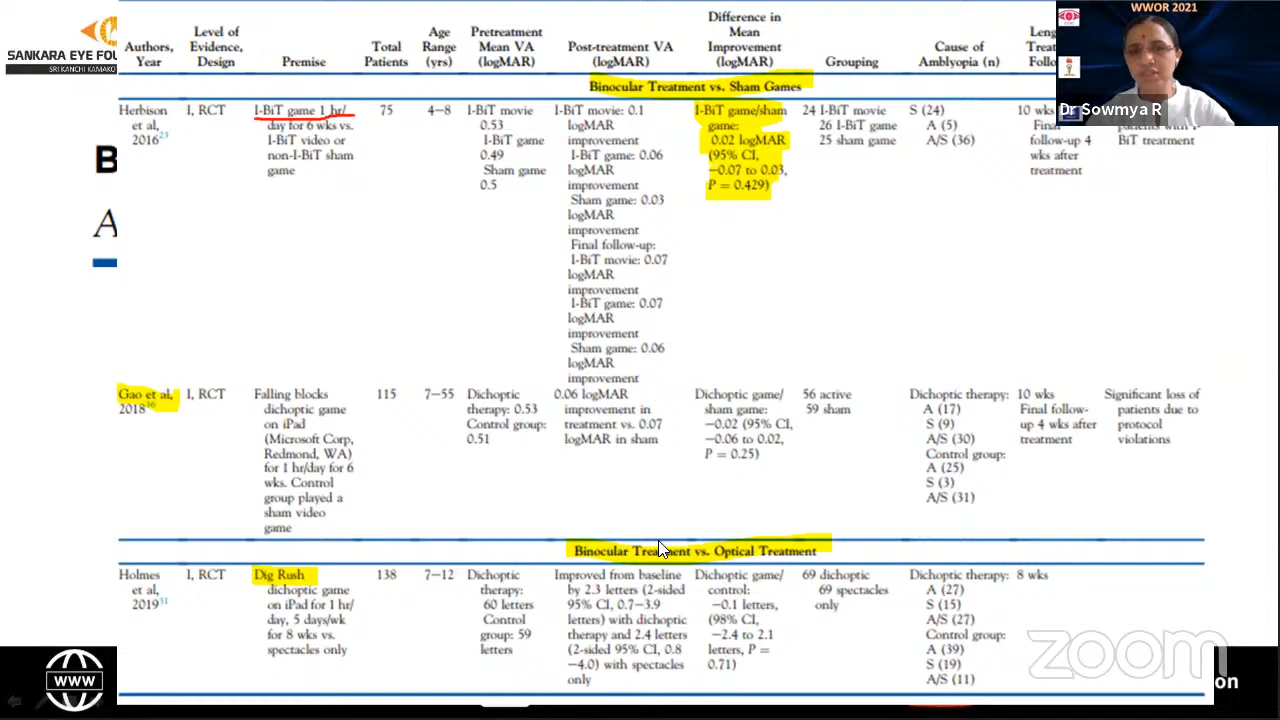 WWOR 2021
SANKARA EYE FOU
SRI KANCHI KAMAKO
Dr Sowmya R
Authors, Year
Level of Evidence, Design
Premise
Total Patients
Age Range (yrs)
Pretreatment Mean VA (logMAR)
Post-treatment VA (logMAR)
Difference in Mean Improvement (logMAR)
Grouping
Cause of Amblyopia (n)
Binocular Treatment vs. Sham Games
Herbison
et al,
2016²³
I, RCT
I-BiT game 1 hr/
day for 6 wks vs.
I-BiT video or
non-I-BiT sham
game
75
4–8
I-BiT movie
0.53
I-BiT game
0.49
Sham game
0.5
I-BiT movie: 0.1
logMAR
improvement
I-BiT game: 0.06
logMAR
improvement
Sham game: 0.03
logMAR
improvement
Final follow-up:
I-BiT movie: 0.07
logMAR
improvement
I-BiT game: 0.07
logMAR
improvement
Sham game: 0.06
logMAR
improvement
I-BiT game/sham
game:
0.02 logMAR
(95% CI,
−0.07 to 0.03,
P = 0.429)
24 I-BiT movie
26 I-BiT game
25 sham game
S (24)
A (5)
A/S (36)
10 wks
Final
follow-up 4
wks after
treatment
BiT treatment
Gao et al,
2018
I, RCT
Falling blocks
dichoptic game
on iPad
(Microsoft Corp,
Redmond, WA)
for 1 hr/day for 6
wks. Control
group played a
sham video
game
115
7–55
Dichoptic
therapy: 0.53
Control group:
0.51
0.06 logMAR
improvement in
treatment vs. 0.07
logMAR in sham
Dichoptic game/
sham game:
−0.02 (95% CI,
−0.06 to 0.02,
P = 0.25)
56 active
59 sham
Dichoptic therapy:
A (17)
S (9)
A/S (30)
Control group:
A (25)
S (3)
A/S (31)
10 wks
Final follow-
up 4 wks after
treatment
Significant loss of
patients due to
protocol
violations
Binocular Treatment vs. Optical Treatment
Holmes
et al,
2019³¹
I, RCT
Dig Rush
dichoptic game
on iPad for 1 hr/
day, 5 days/wk
for 8 wks vs.
spectacles only
138
7–12
Dichoptic
therapy:
60 letters
Control
group: 59
letters
Improved from baseline
by 2.3 letters (2-sided
95% CI, 0.7–3.9
letters) with dichoptic
therapy and 2.4 letters
(2-sided 95% CI, 0.8
−4.0) with spectacles
only
Dichoptic game/
control:
−0.1 letters,
(98% CI,
−2.4 to 2.1
letters, P =
0.71)
69 dichoptic
69 spectacles
only
Dichoptic therapy:
A (27)
S (15)
A/S (27)
Control group:
A (39)
S (19)
A/S (11)
8 wks
zoom
WWW
on